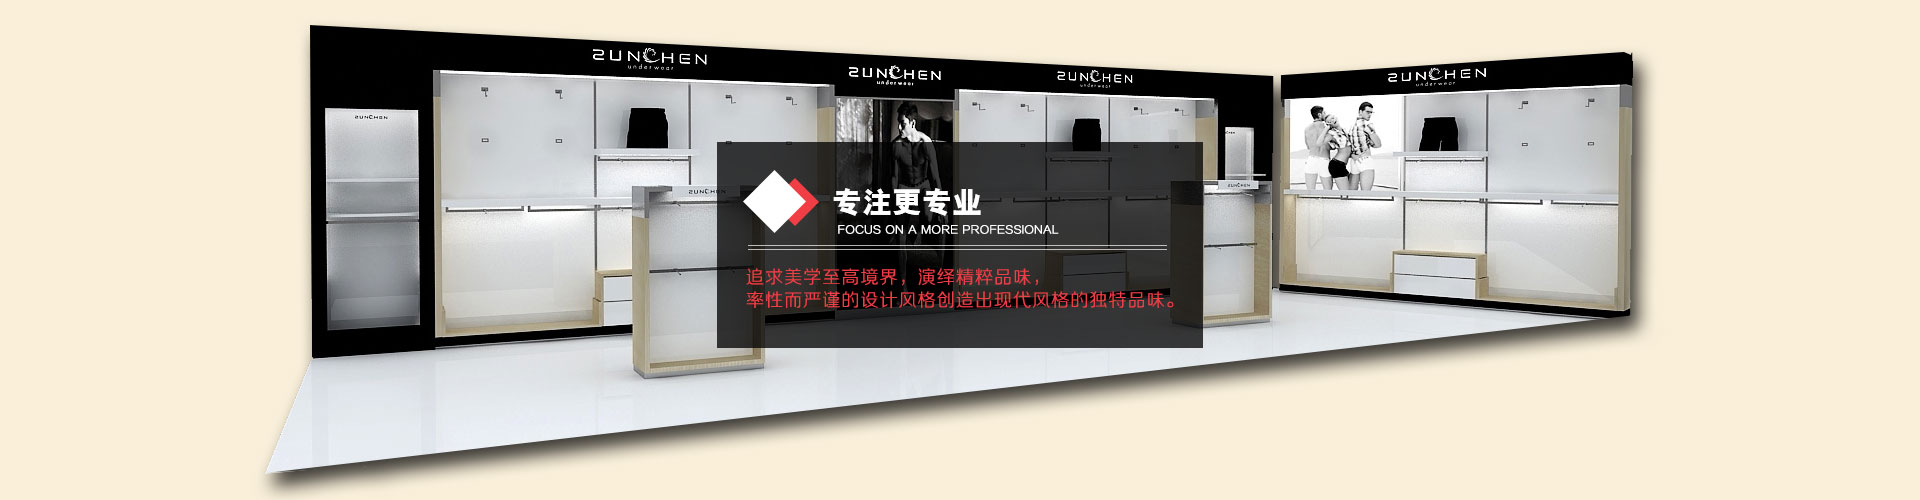 ZUNCHEN
underwear
ZUNCHEN
underwear
ZUNCHEN
underwear
ZUNCHEN
underwear
ZUNCHEN
ZUNCHEN
ZUNCHEN
专注更专业
FOCUS ON A MORE PROFESSIONAL
追求美学至高境界，演绎精粹品味，
率性而严谨的设计风格创造出现代风格的独特品味。